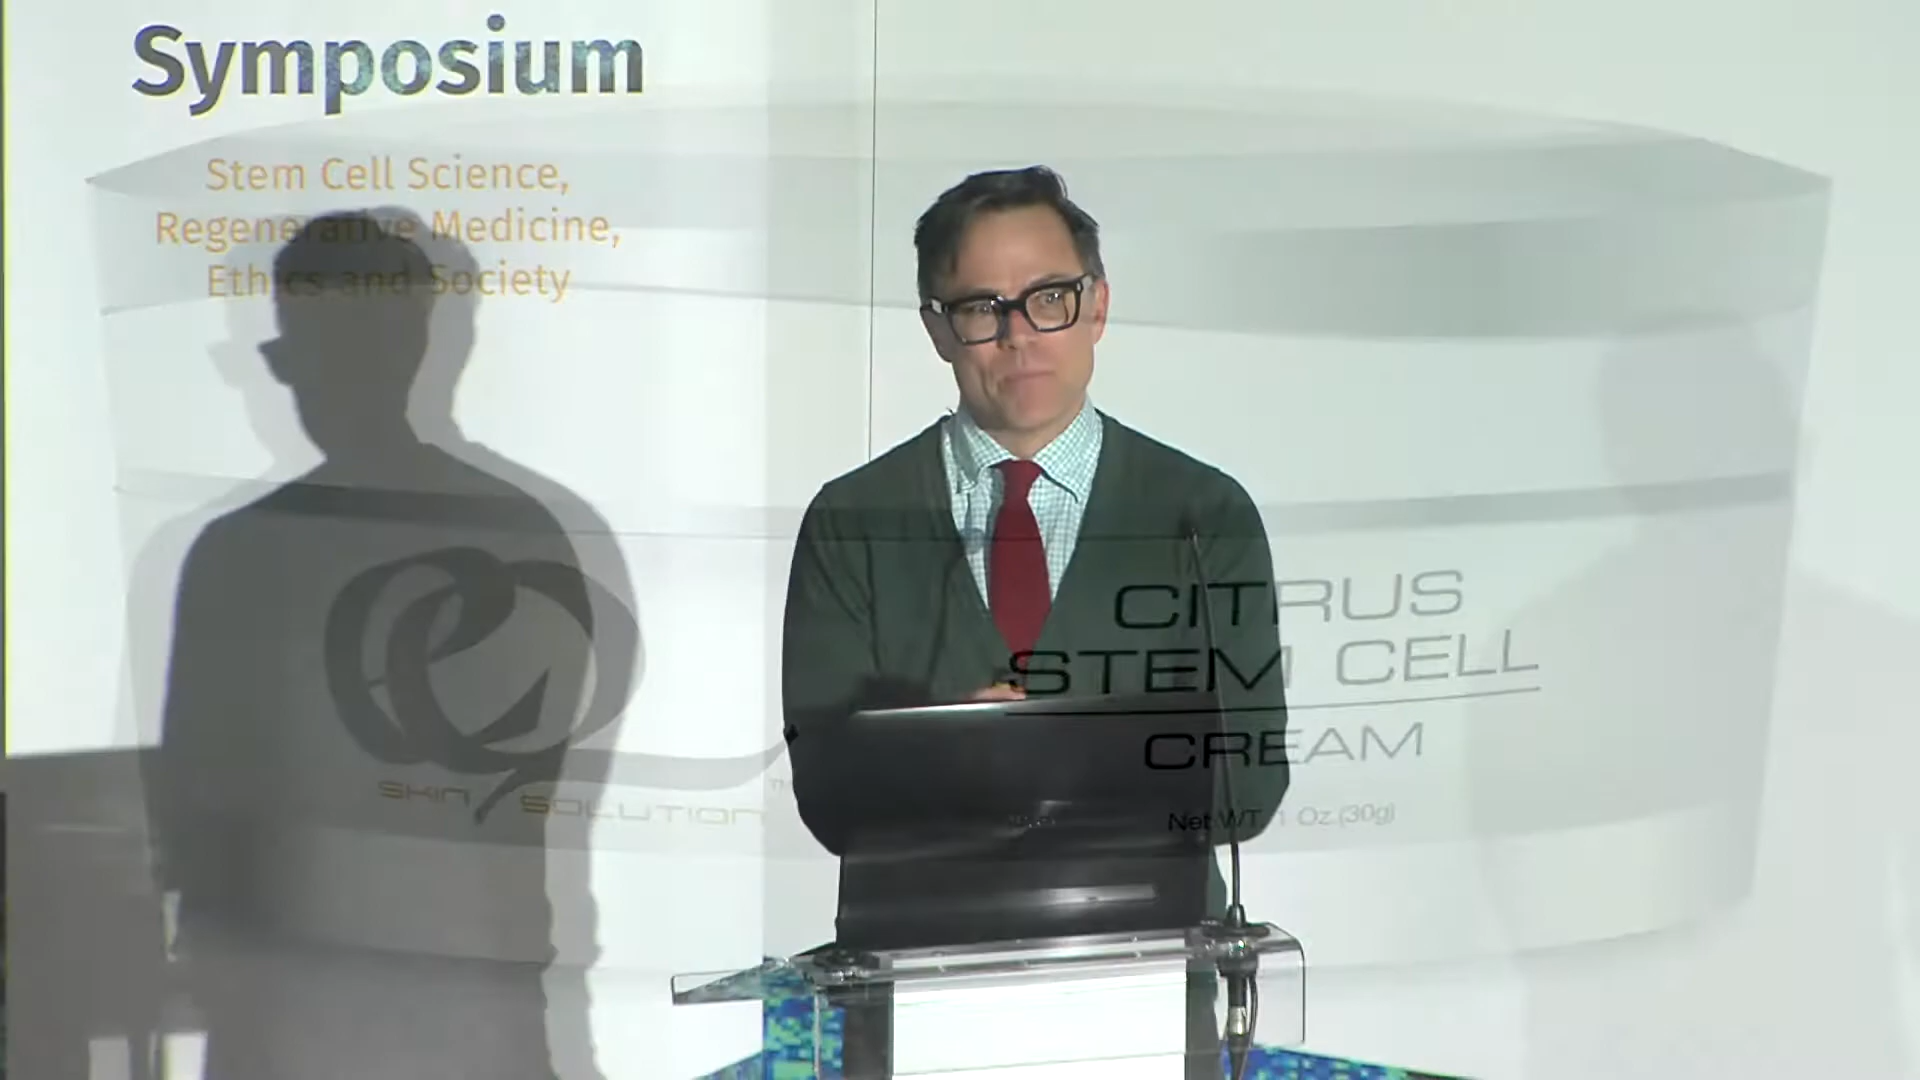 Symposium
Stem Cell Science,
Regenerative Medicine,
Ethics and Society
CITRUS
STEM CELL
CREAM
SKIN SOLUTION™
Net WT. 1 Oz.(30g)